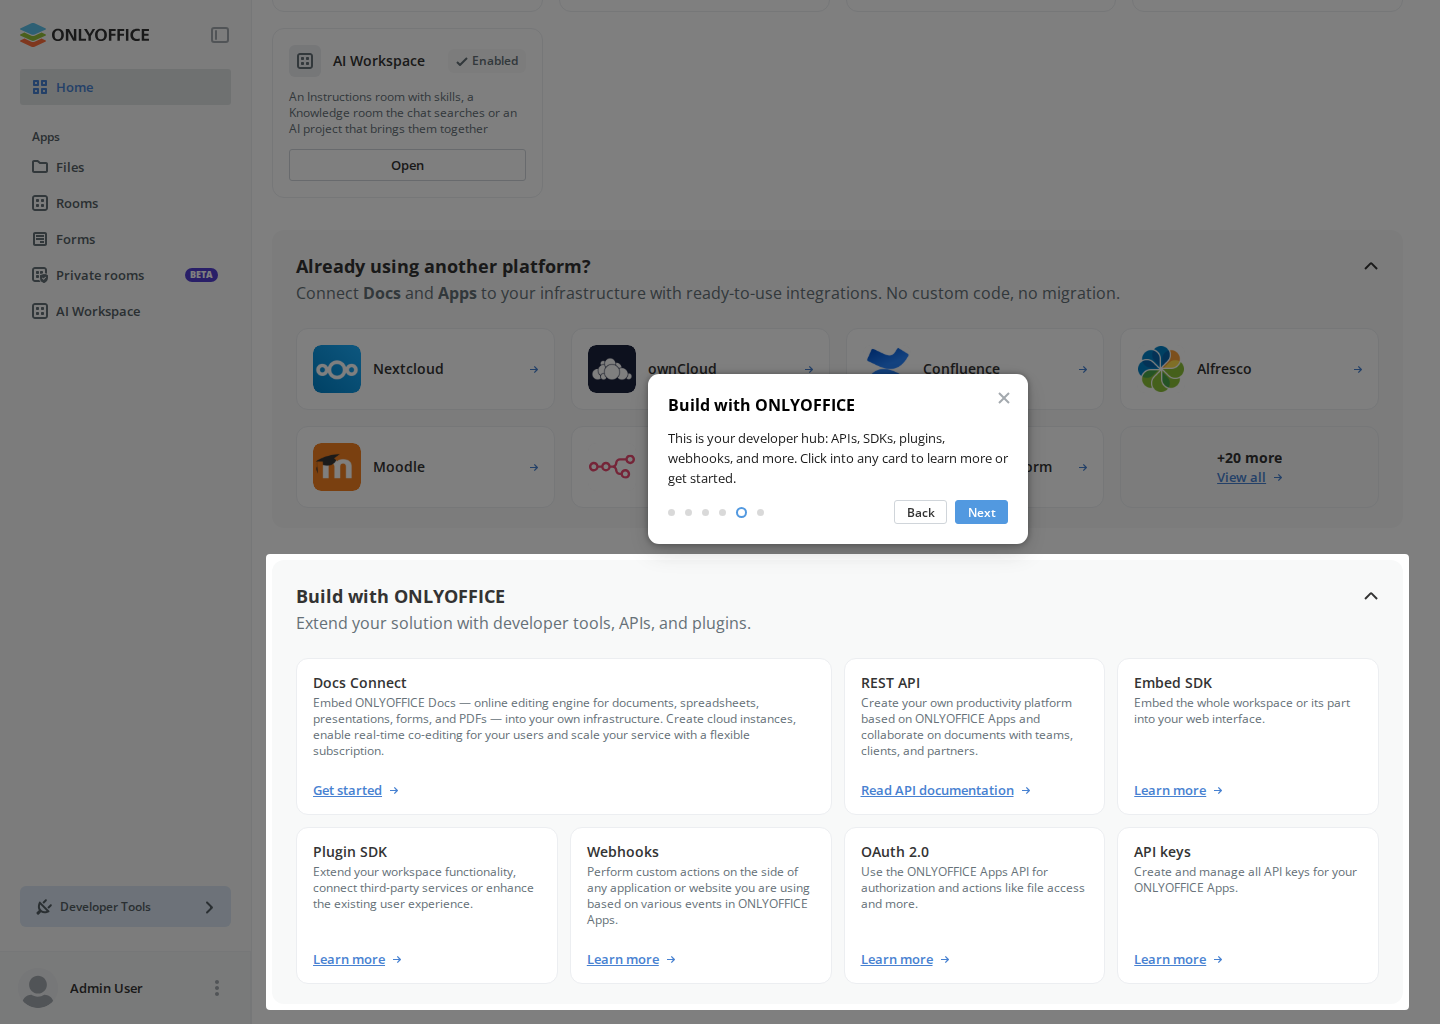 ONLYOFFICE
Home
Apps
Files
Rooms
Forms
Private rooms BETA
AI Workspace
Developer Tools
Admin User
AI Workspace
Enabled
An Instructions room with skills, a
Knowledge room the chat searches or an
AI project that brings them together
Open
Already using another platform?
Connect Docs and Apps to your infrastructure with ready-to-use integrations. No custom code, no migration.
Nextcloud
ownCloud
Confluence
Alfresco
Moodle
orm
+20 more
View all
Build with ONLYOFFICE
This is your developer hub: APIs, SDKs, plugins,
webhooks, and more. Click into any card to learn more or
get started.
Back
Next
Build with ONLYOFFICE
Extend your solution with developer tools, APIs, and plugins.
Docs Connect
Embed ONLYOFFICE Docs — online editing engine for documents, spreadsheets,
presentations, forms, and PDFs — into your own infrastructure. Create cloud instances,
enable real-time co-editing for your users and scale your service with a flexible
subscription.
Get started
REST API
Create your own productivity platform
based on ONLYOFFICE Apps and
collaborate on documents with teams,
clients, and partners.
Read API documentation
Embed SDK
Embed the whole workspace or its part
into your web interface.
Learn more
Plugin SDK
Extend your workspace functionality,
connect third-party services or enhance
the existing user experience.
Learn more
Webhooks
Perform custom actions on the side of
any application or website you are using
based on various events in ONLYOFFICE
Apps.
Learn more
OAuth 2.0
Use the ONLYOFFICE Apps API for
authorization and actions like file access
and more.
Learn more
API keys
Create and manage all API keys for your
ONLYOFFICE Apps.
Learn more